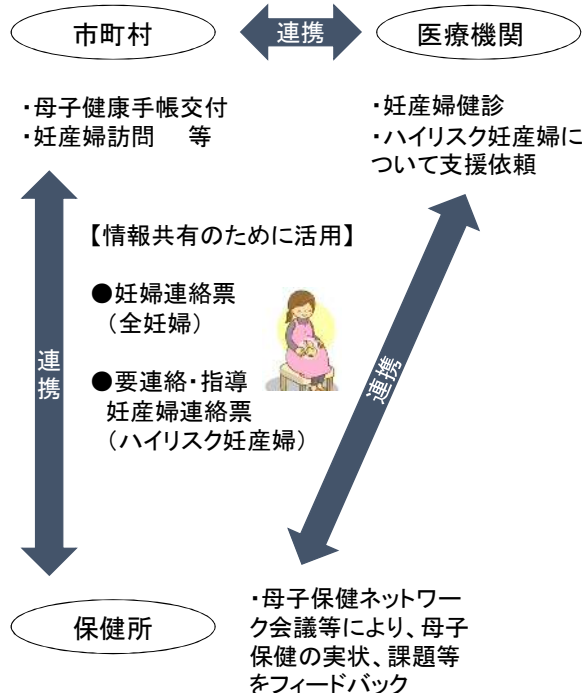 市町村
連携
医療機関
・母子健康手帳交付
・妊産婦訪問　等
・妊産婦健診
・ハイリスク妊産婦に
ついて支援依頼
【情報共有のために活用】
●妊婦連絡票
（全妊婦）
●要連絡・指導
妊産婦連絡票
（ハイリスク妊産婦）
連携
連携
保健所
・母子保健ネットワー
ク会議等により、母子
保健の実状、課題等
をフィードバック